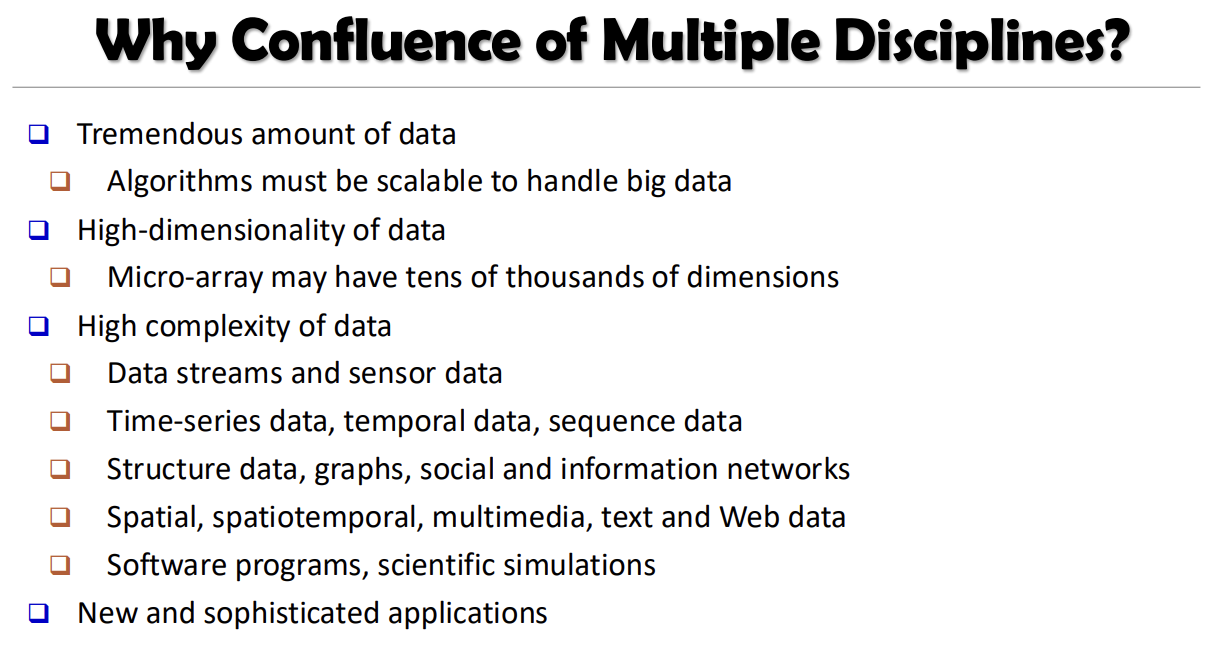 Why Confluence of Multiple Disciplines?
Tremendous amount of data
Algorithms must be scalable to handle big data
High-dimensionality of data
Micro-array may have tens of thousands of dimensions
High complexity of data
Data streams and sensor data
Time-series data, temporal data, sequence data
Structure data, graphs, social and information networks
Spatial, spatiotemporal, multimedia, text and Web data
Software programs, scientific simulations
New and sophisticated applications